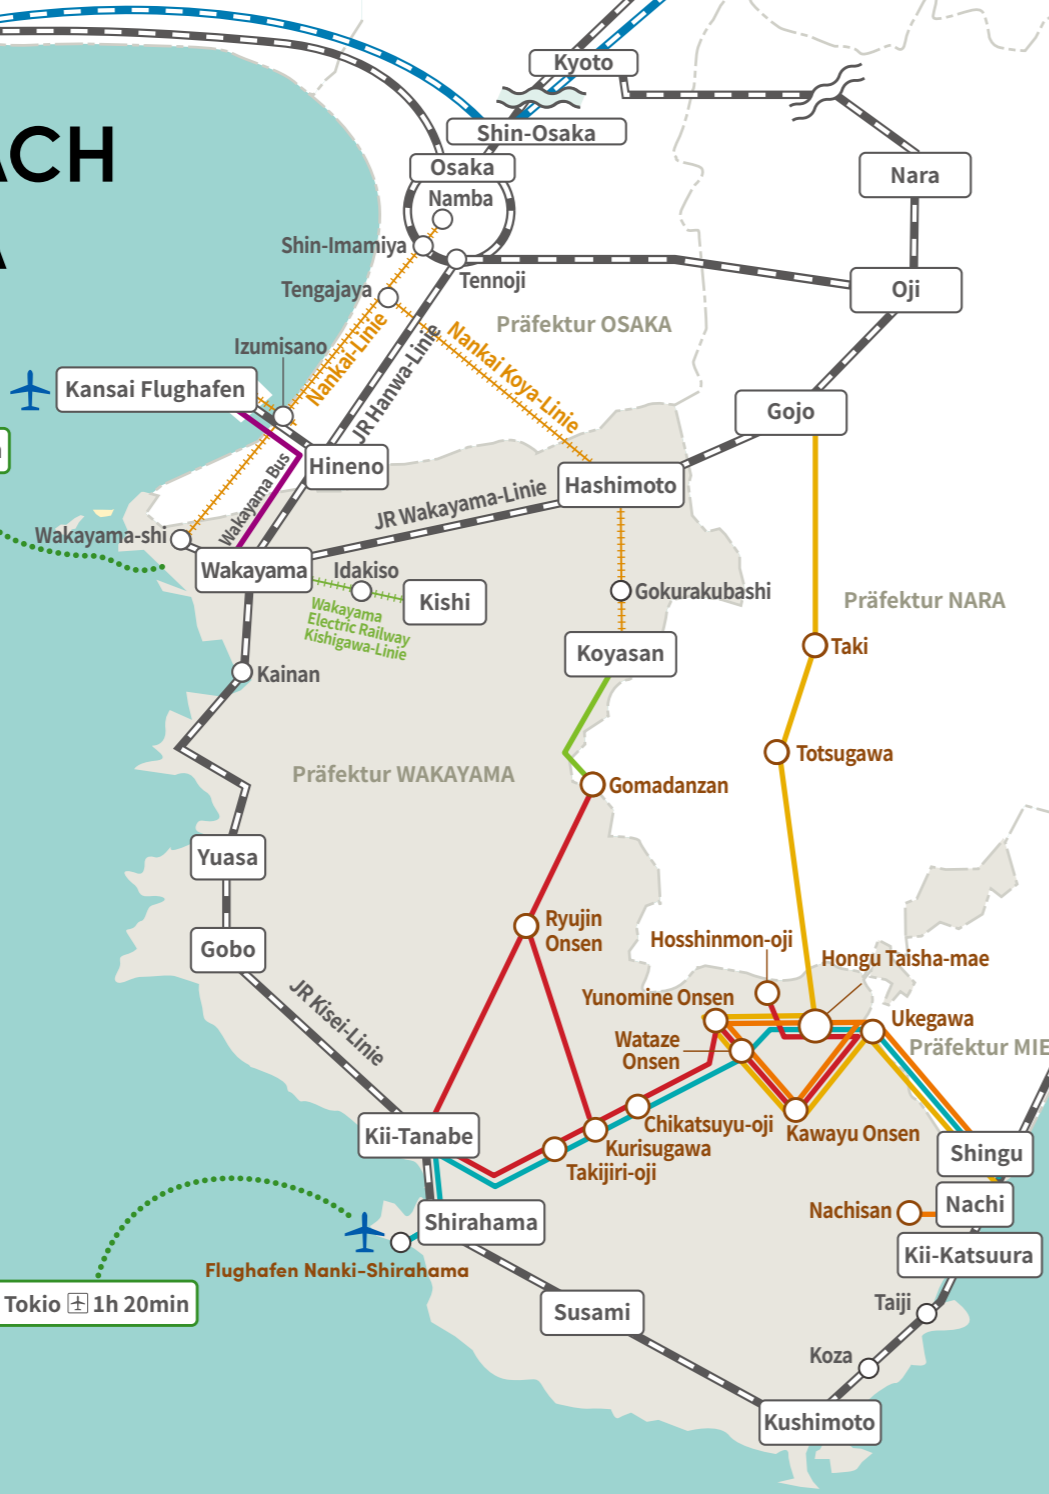 ACH
A
Kyoto
Shin-Osaka
Osaka
Nara
Namba
Shin-Imamiya
Tennoji
Tengajaya
Oji
Präfektur OSAKA
Nankai-Linie
JR Hanwa-Linie
Nankai Koya-Linie
Izumisano
Kansai Flughafen
Gojo
Hineno
Hashimoto
Wakayama Bus
JR Wakayama-Linie
Wakayama-shi
Wakayama
Idakiso
Kishi
Wakayama
Electric Railway
Kishigawa-Linie
Gokurakubashi
Präfektur NARA
Koyasan
Taki
Kainan
Totsugawa
Präfektur WAKAYAMA
Gomadanzan
Yuasa
Ryujin
Onsen
Gobo
Hosshinmon-oji
Hongu Taisha-mae
JR Kisei-Linie
Yunomine Onsen
Ukegawa
Wataze
Onsen
Präfektur MIE
Chikatsuyu-oji
Kawayu Onsen
Kii-Tanabe
Kurisugawa
Takijiri-oji
Shingu
Nachisan
Nachi
Shirahama
Kii-Katsuura
Flughafen Nanki-Shirahama
Tokio 1h 20min
Susami
Taiji
Koza
Kushimoto